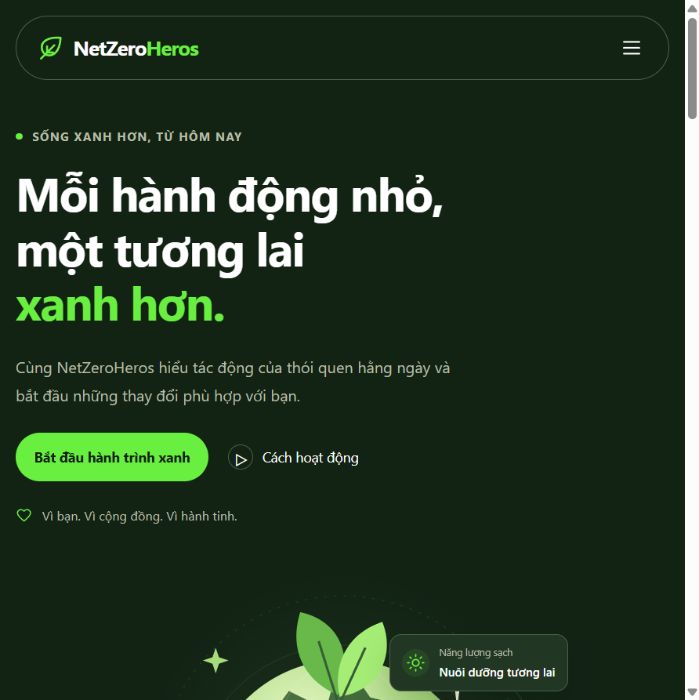 NetZeroHeros
SỐNG XANH HƠN, TỪ HÔM NAY
Mỗi hành động nhỏ,
một tương lai
xanh hơn.
Cùng NetZeroHeros hiểu tác động của thói quen hằng ngày và
bắt đầu những thay đổi phù hợp với bạn.
Bắt đầu hành trình xanh
Cách hoạt động
Vì bạn. Vì cộng đồng. Vì hành tinh.
Năng lượng sạch
Nuôi dưỡng tương lai